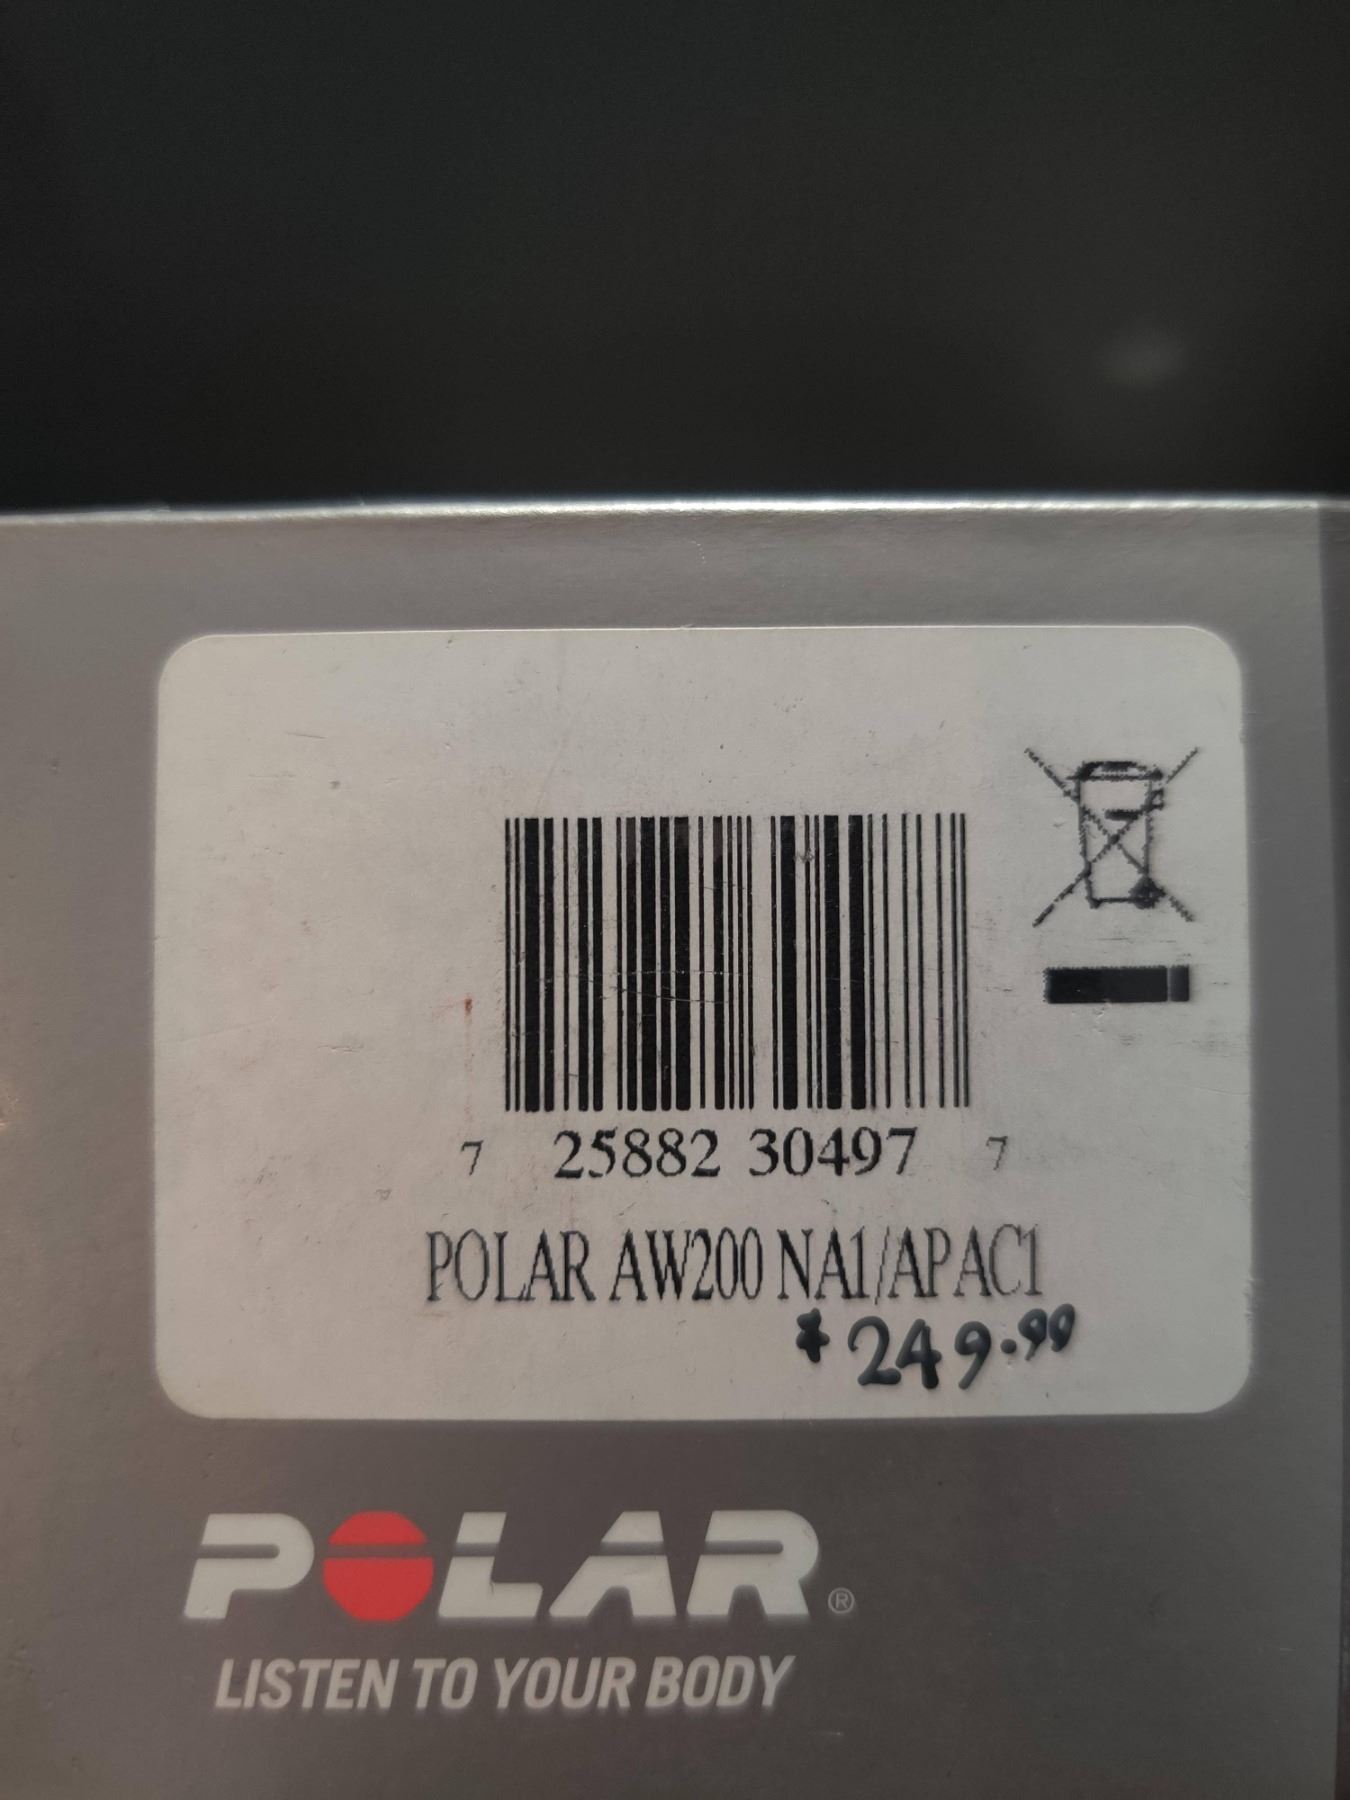 7 25882 30497 7
POLAR AW200 NA1/APAC1
$249.99
POLAR®
LISTEN TO YOUR BODY